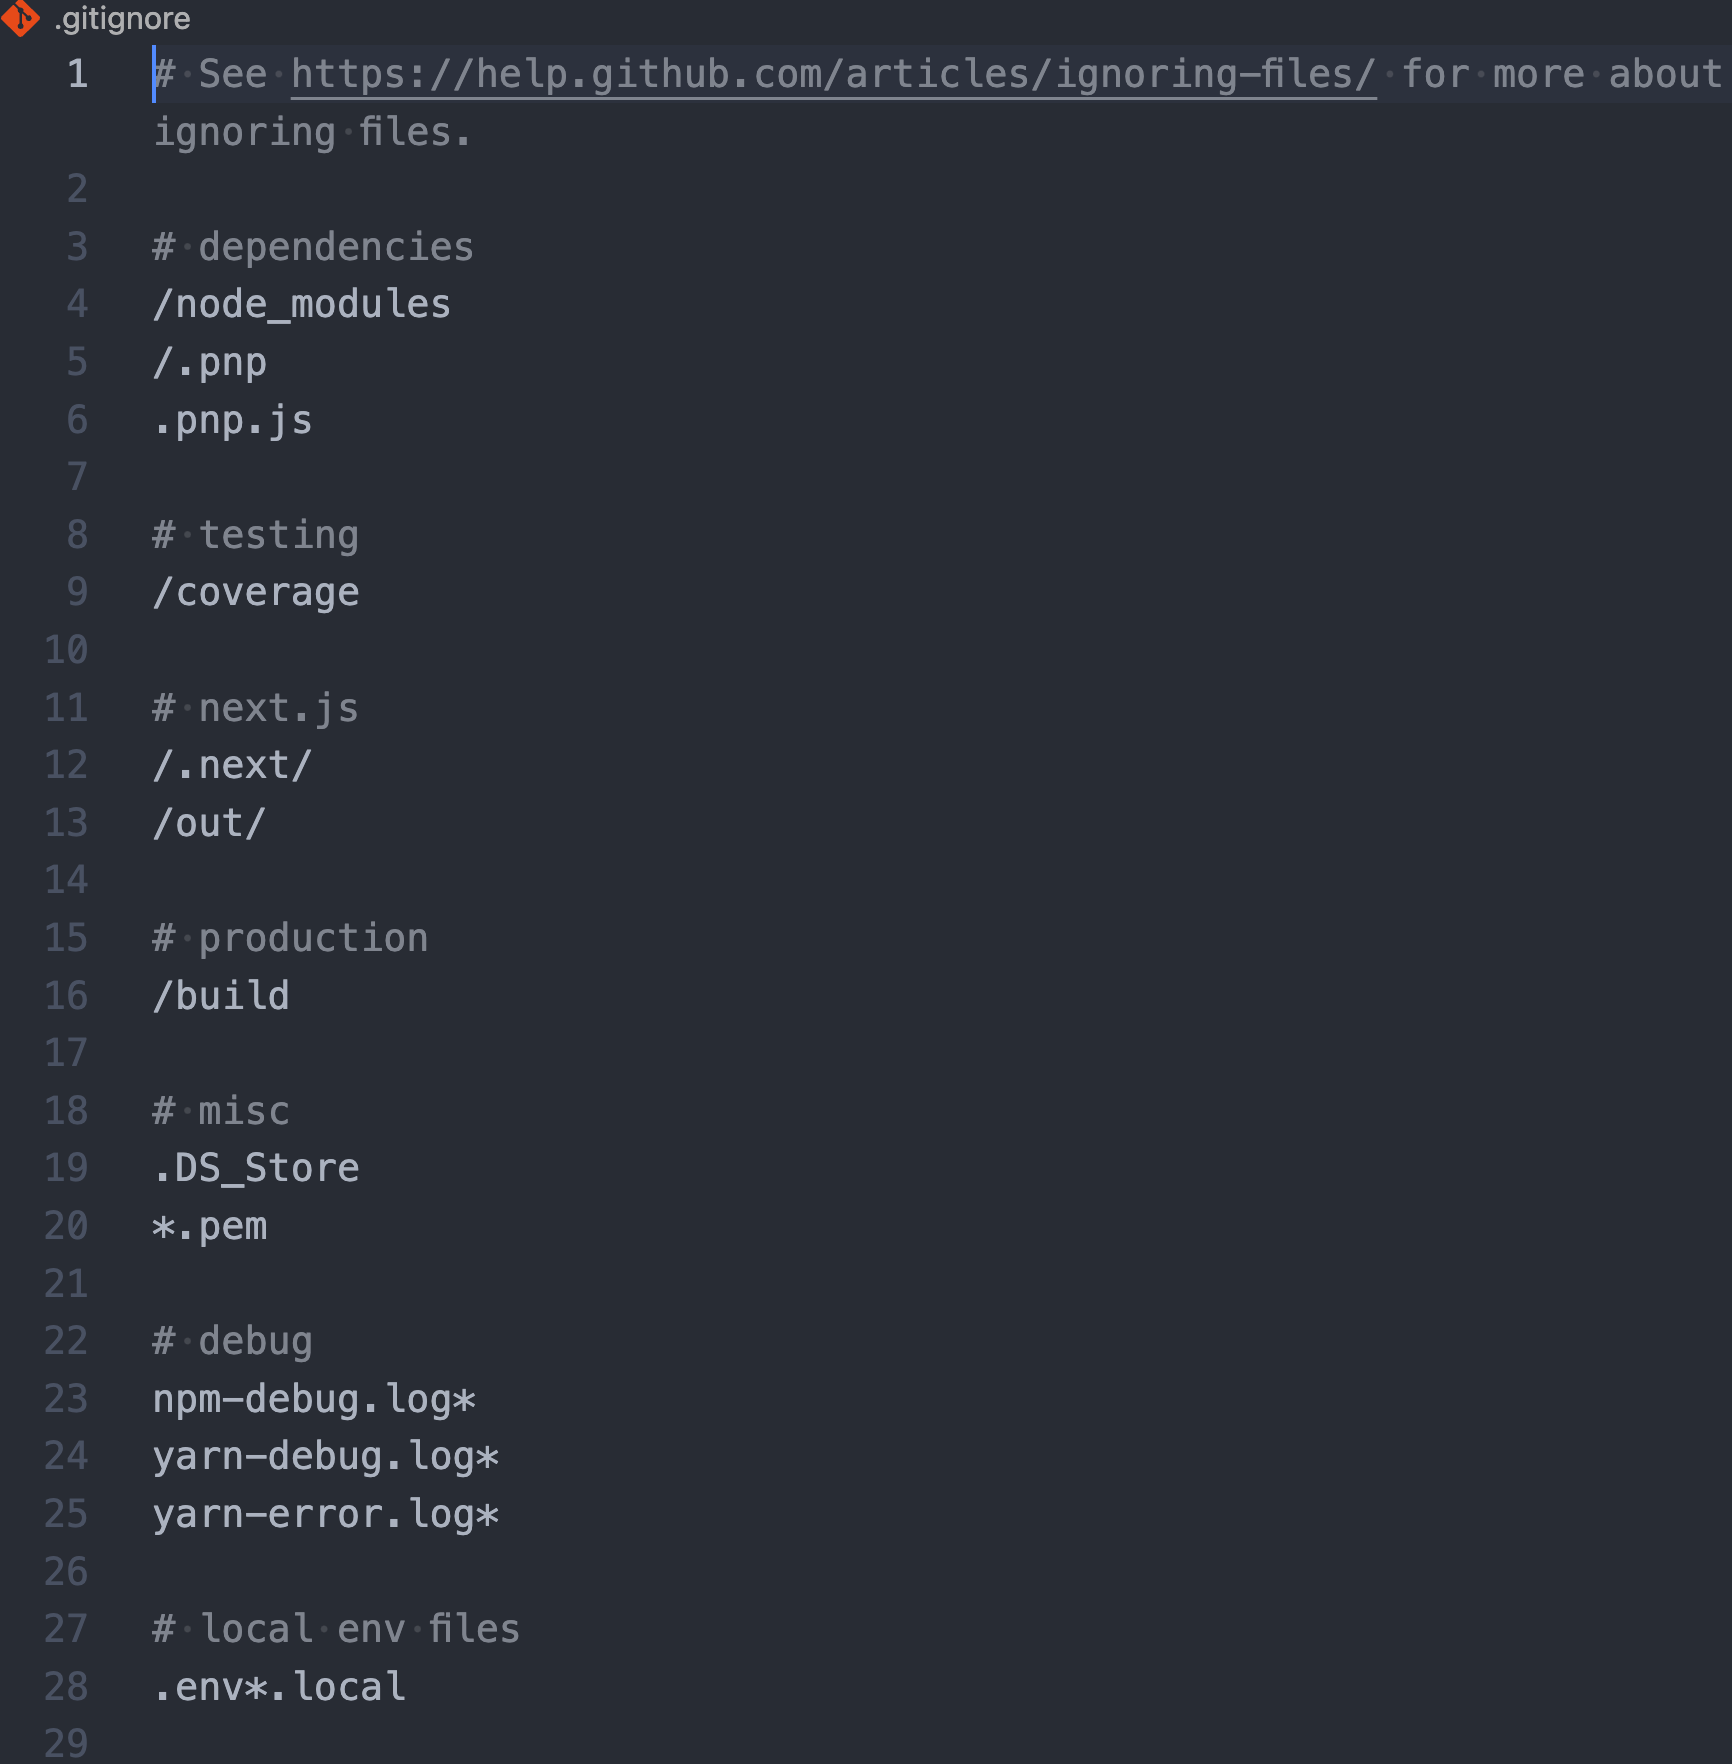 .gitignore
1 # See https://help.github.com/articles/ignoring-files/ for more about
ignoring files.
2
3 # dependencies
4 /node_modules
5 /.pnp
6 .pnp.js
7
8 # testing
9 /coverage
10
11 # next.js
12 /.next/
13 /out/
14
15 # production
16 /build
17
18 # misc
19 .DS_Store
20 *.pem
21
22 # debug
23 npm-debug.log*
24 yarn-debug.log*
25 yarn-error.log*
26
27 # local env files
28 .env*.local
29